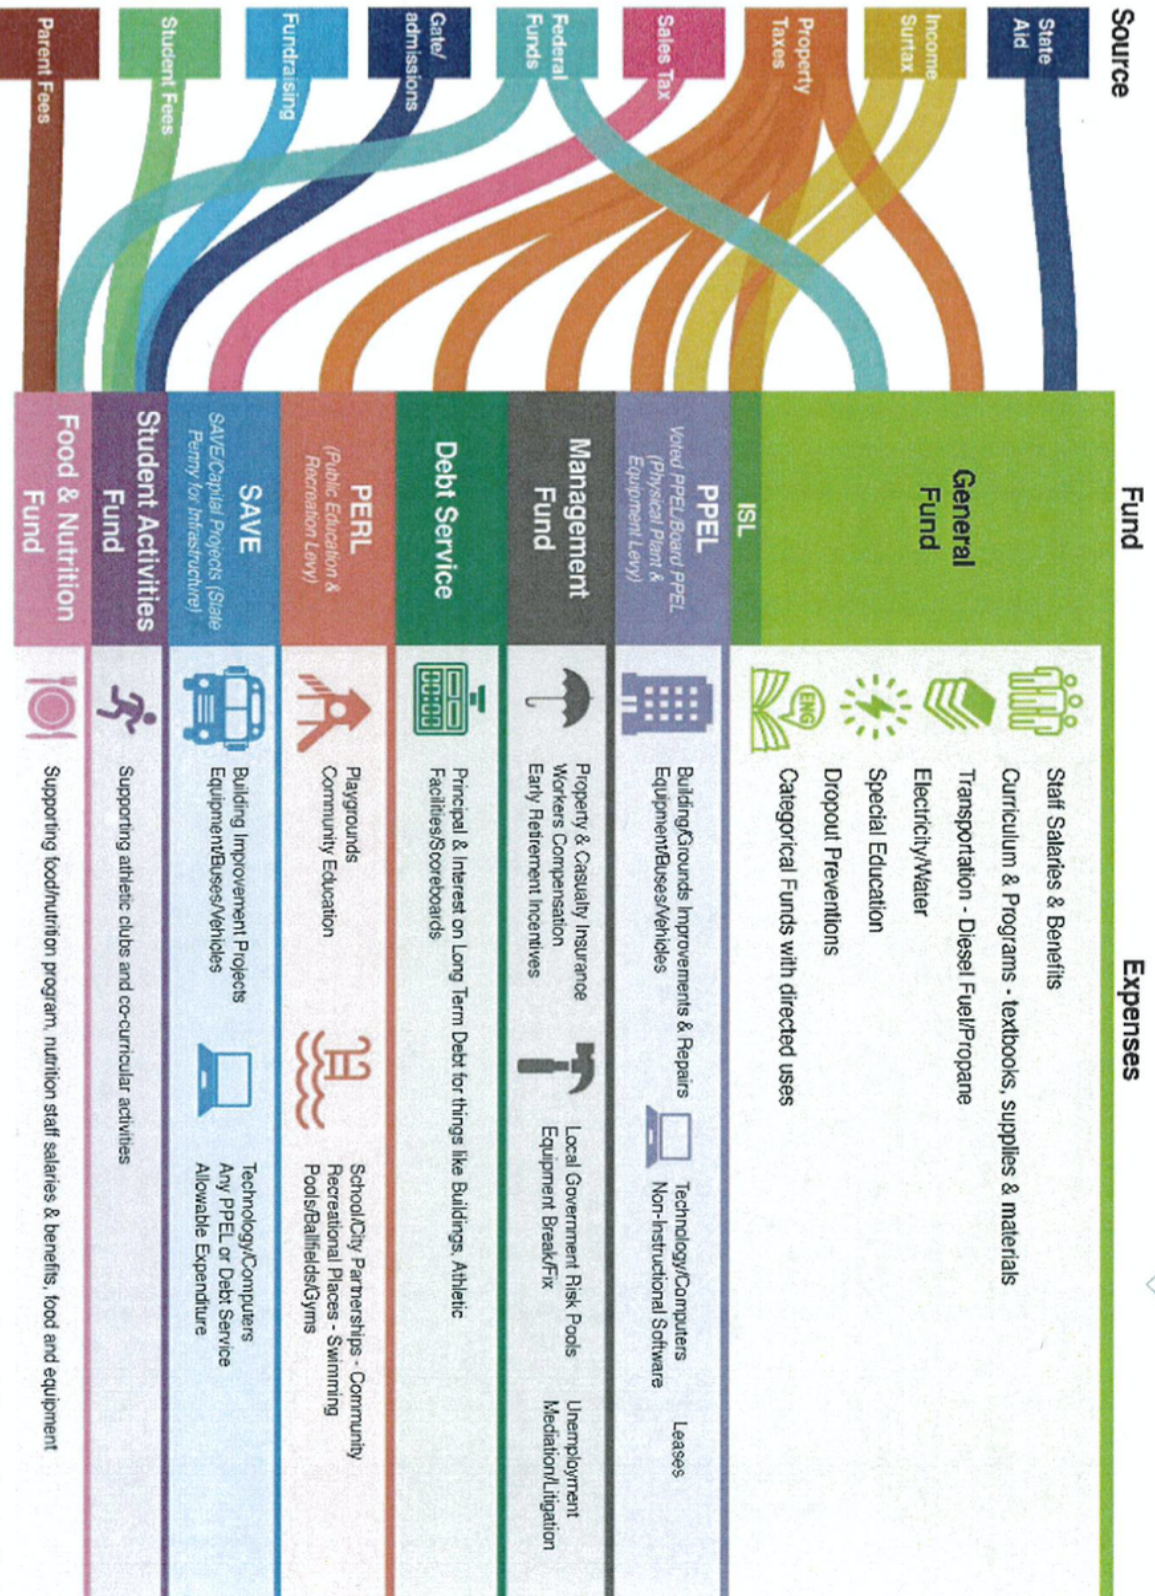 Source
Fund
Expenses
State
Aid
Income
Surtax
Property
Taxes
Sales Tax
Federal
Funds
Gate/
admissions
Fundraising
Student Fees
Parent Fees
General
Fund
Staff Salaries & Benefits
Curriculum & Programs - textbooks, supplies & materials
Transportation - Diesel Fuel/Propane
Electricity/Water
Special Education
Dropout Preventions
Categorical Funds with directed uses
ENG
ISL
PPEL
Voted PPEL/Board PPEL
(Physical Plant &
Equipment Levy)
Building/Grounds Improvements & Repairs
Equipment/Buses/Vehicles
Technology/Computers
Non-Instructional Software
Leases
Management
Fund
Property & Casualty Insurance
Workers Compensation
Early Retirement Incentives
Local Government Risk Pools
Equipment Break/Fix
Unemployment
Mediation/Litigation
Debt Service
00:00
Principal & Interest on Long Term Debt for things like Buildings, Athletic
Facilities/Scoreboards
PERL
(Public Education &
Recreation Levy)
Playgrounds
Community Education
School/City Partnerships - Community
Recreational Places - Swimming
Pools/Ballfields/Gyms
SAVE
SAVE/Capital Projects (State
Penny for Infrastructure)
Building Improvement Projects
Equipment/Buses/Vehicles
Technology/Computers
Any PPEL or Debt Service
Allowable Expenditure
Student Activities
Fund
Supporting athletic clubs and co-curricular activities
Food & Nutrition
Fund
Supporting food/nutrition program, nutrition staff salaries & benefits, food and equipment